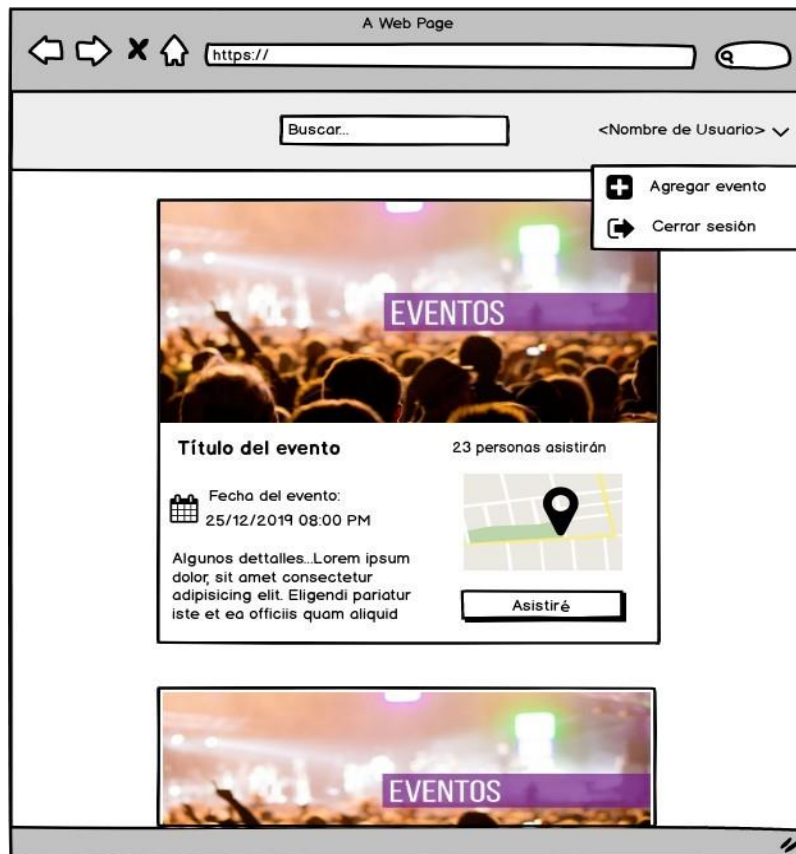 A Web Page
https://
Buscar...
<Nombre de Usuario>
Agregar evento
Cerrar sesión
EVENTOS
Título del evento
23 personas asistirán
Fecha del evento:
25/12/2019 08:00 PM
Algunos dettalles...Lorem ipsum
dolor, sit amet consectetur
adipisicing elit. Eligendi pariatur
iste et ea officiis quam aliquid
Asistiré
EVENTOS